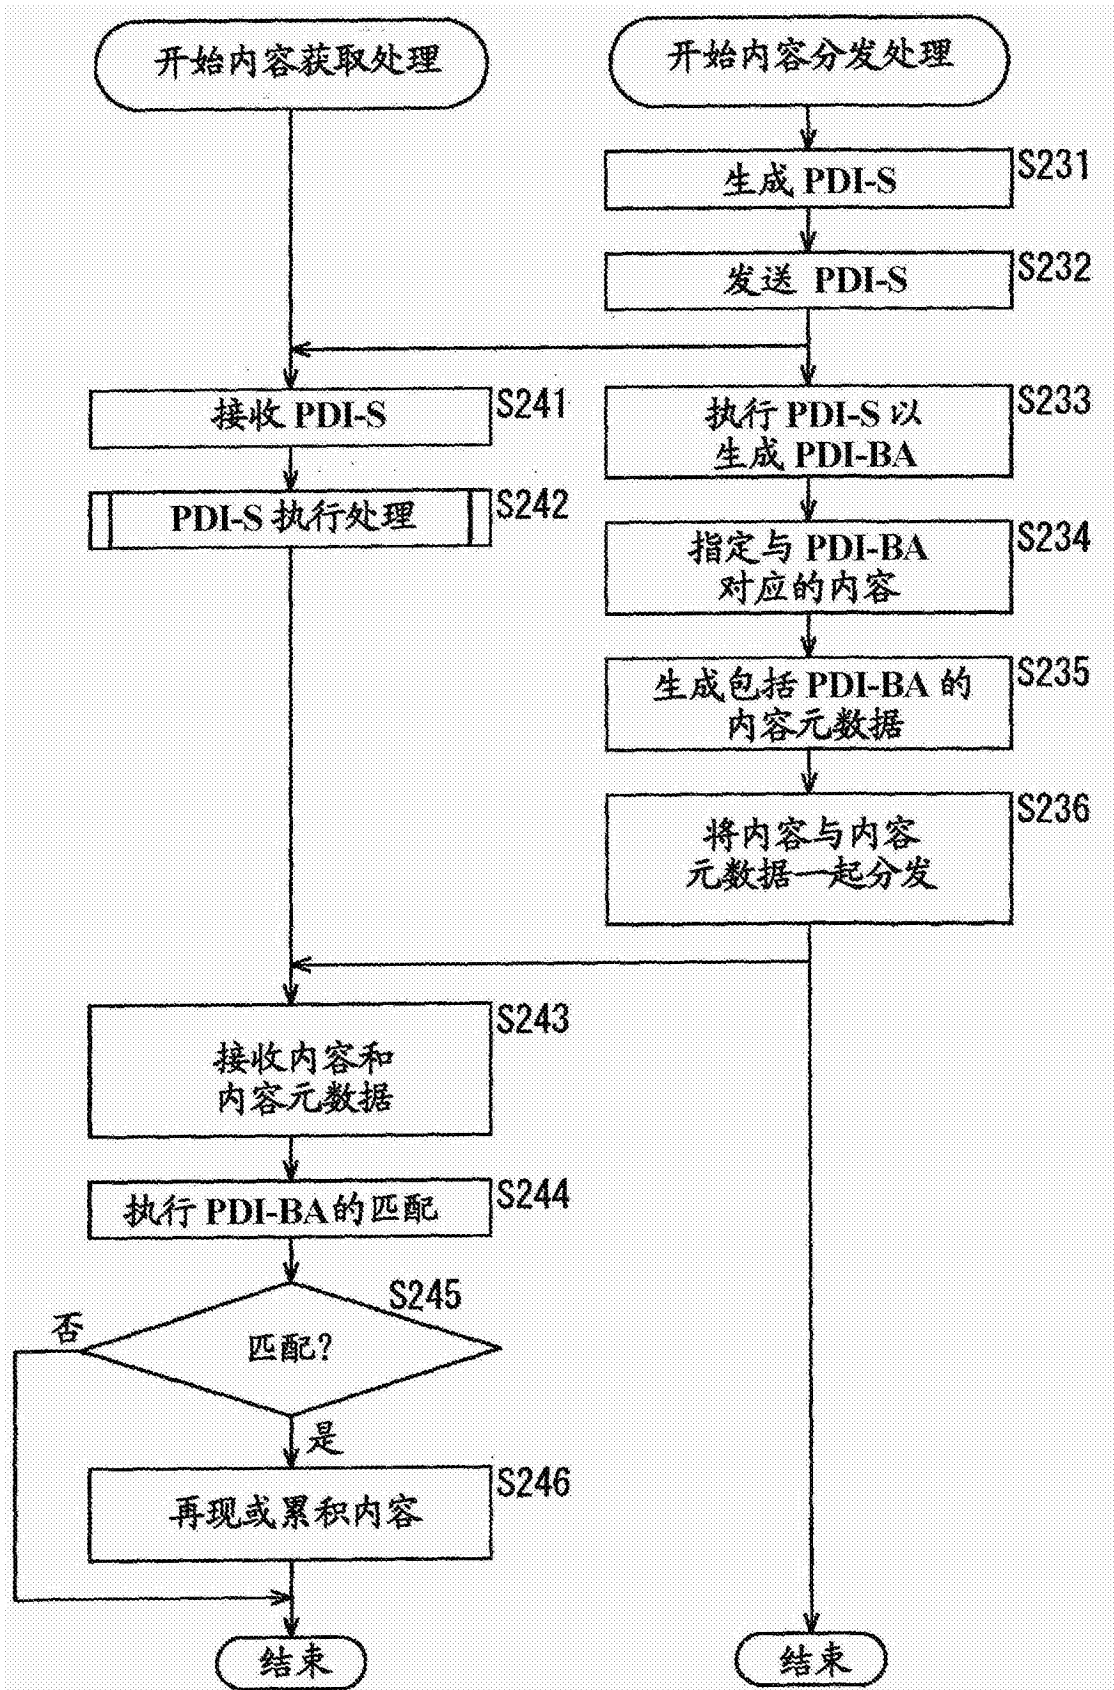 开始内容获取处理
开始内容分发处理
生成 PDI-S
S231
发送 PDI-S
S232
接收 PDI-S
S241
执行 PDI-S 以
生成 PDI-BA
S233
PDI-S 执行处理
S242
指定与 PDI-BA
对应的内容
S234
生成包括 PDI-BA 的
内容元数据
S235
将内容与内容
元数据一起分发
S236
接收内容和
内容元数据
S243
执行 PDI-BA 的匹配
S244
S245
否
匹配?
是
再现或累积内容
S246
结束
结束